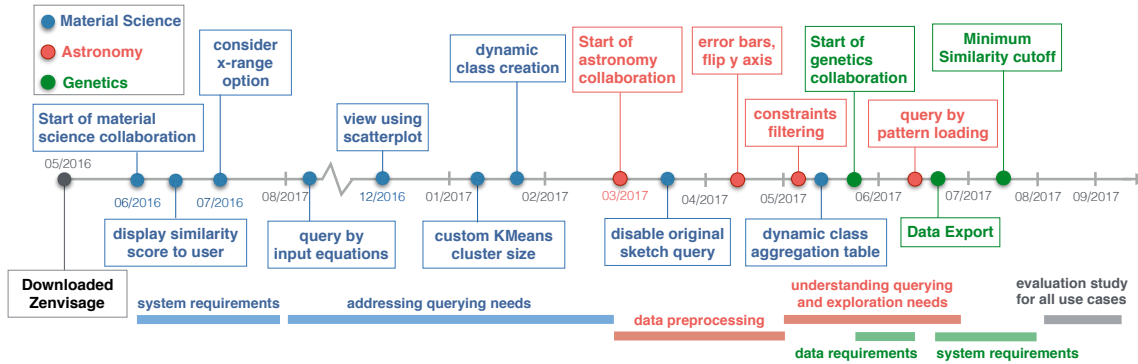 Material Science
Astronomy
Genetics
consider
x-range
option
dynamic
class creation
Start of
astronomy
collaboration
error bars,
flip y axis
Start of
genetics
collaboration
Minimum
Similarity cutoff
Start of material
science collaboration
view using
scatterplot
constraints
filtering
query by
pattern loading
05/2016
06/2016
07/2016
08/2017
12/2016
01/2017
02/2017
03/2017
04/2017
05/2017
06/2017
07/2017
08/2017
09/2017
display similarity
score to user
query by
input equations
custom KMeans
cluster size
disable original
sketch query
dynamic class
aggregation table
Data Export
Downloaded
Zenvisage
system requirements
addressing querying needs
data preprocessing
understanding querying
and exploration needs
data requirements
system requirements
evaluation study
for all use cases